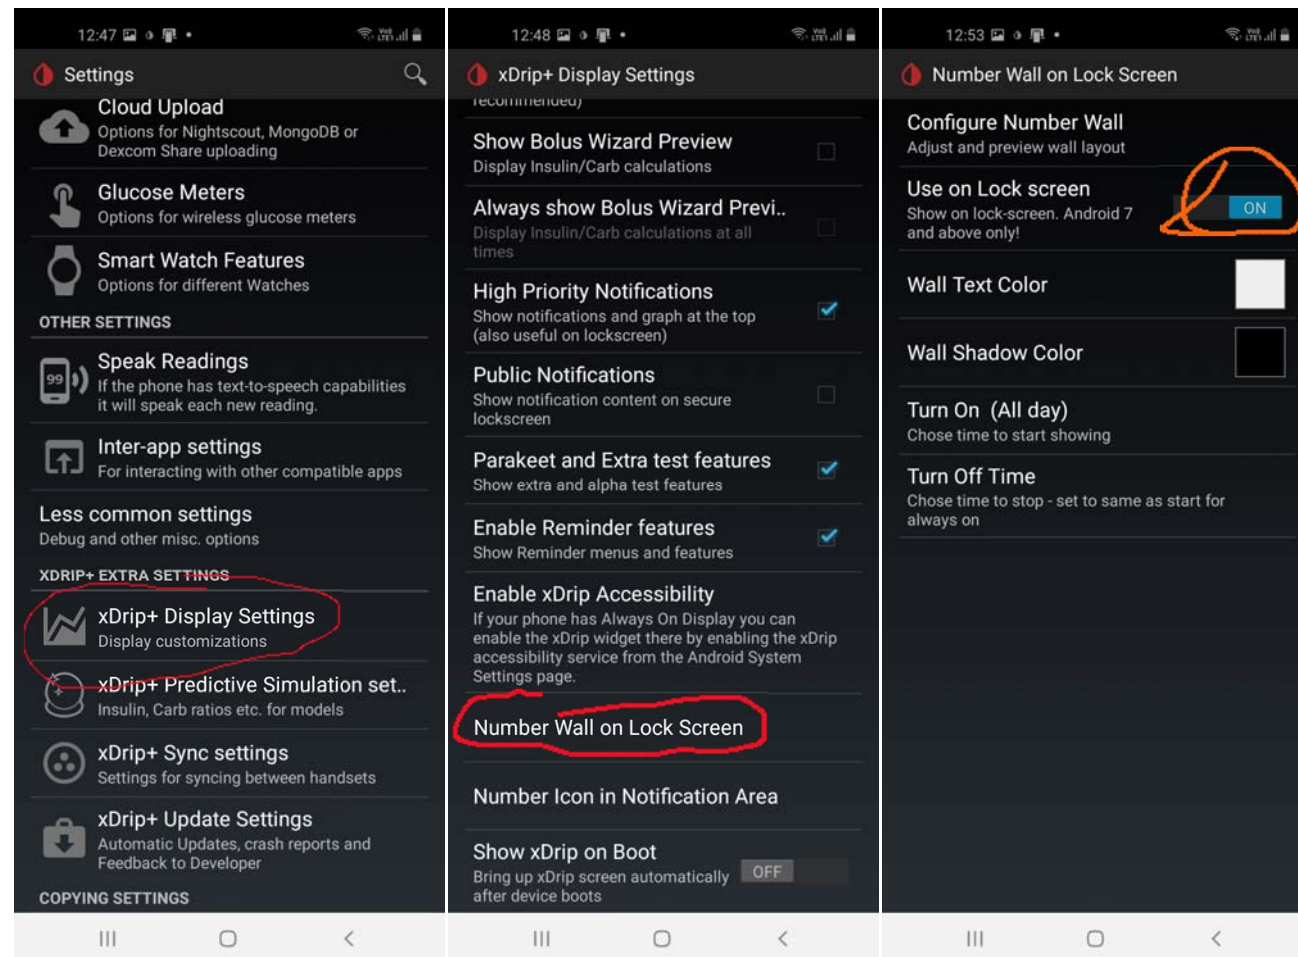 12:47
Settings
Cloud Upload
Options for Nightscout, MongoDB or
Dexcom Share uploading
Glucose Meters
Options for wireless glucose meters
Smart Watch Features
Options for different Watches
OTHER SETTINGS
99
Speak Readings
If the phone has text-to-speech capabilities
it will speak each new reading.
Inter-app settings
For interacting with other compatible apps
Less common settings
Debug and other misc. options
XDRIP+ EXTRA SETTINGS
xDrip+ Display Settings
Display customizations
xDrip+ Predictive Simulation set..
Insulin, Carb ratios etc. for models
xDrip+ Sync settings
Settings for syncing between handsets
xDrip+ Update Settings
Automatic Updates, crash reports and
Feedback to Developer
COPYING SETTINGS
12:48
xDrip+ Display Settings
recommended)
Show Bolus Wizard Preview
Display Insulin/Carb calculations
Always show Bolus Wizard Previ..
Display Insulin/Carb calculations at all
times
High Priority Notifications
Show notifications and graph at the top
(also useful on lockscreen)
Public Notifications
Show notification content on secure
lockscreen
Parakeet and Extra test features
Show extra and alpha test features
Enable Reminder features
Show Reminder menus and features
Enable xDrip Accessibility
If your phone has Always On Display you can
enable the xDrip widget there by enabling the xDrip
accessibility service from the Android System
Settings page.
Number Wall on Lock Screen
Number Icon in Notification Area
Show xDrip on Boot
Bring up xDrip screen automatically
after device boots
OFF
12:53
Number Wall on Lock Screen
Configure Number Wall
Adjust and preview wall layout
Use on Lock screen
Show on lock-screen. Android 7
and above only!
ON
Wall Text Color
Wall Shadow Color
Turn On (All day)
Chose time to start showing
Turn Off Time
Chose time to stop - set to same as start for
always on